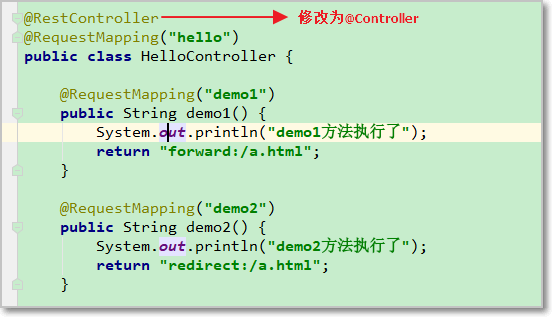 @RestController 修改为@Controller
@RequestMapping("hello")
public class HelloController {
@RequestMapping("demo1")
public String demo1() {
System.out.println("demo1方法执行了");
return "forward:/a.html";
}
@RequestMapping("demo2")
public String demo2() {
System.out.println("demo2方法执行了");
return "redirect:/a.html";
}